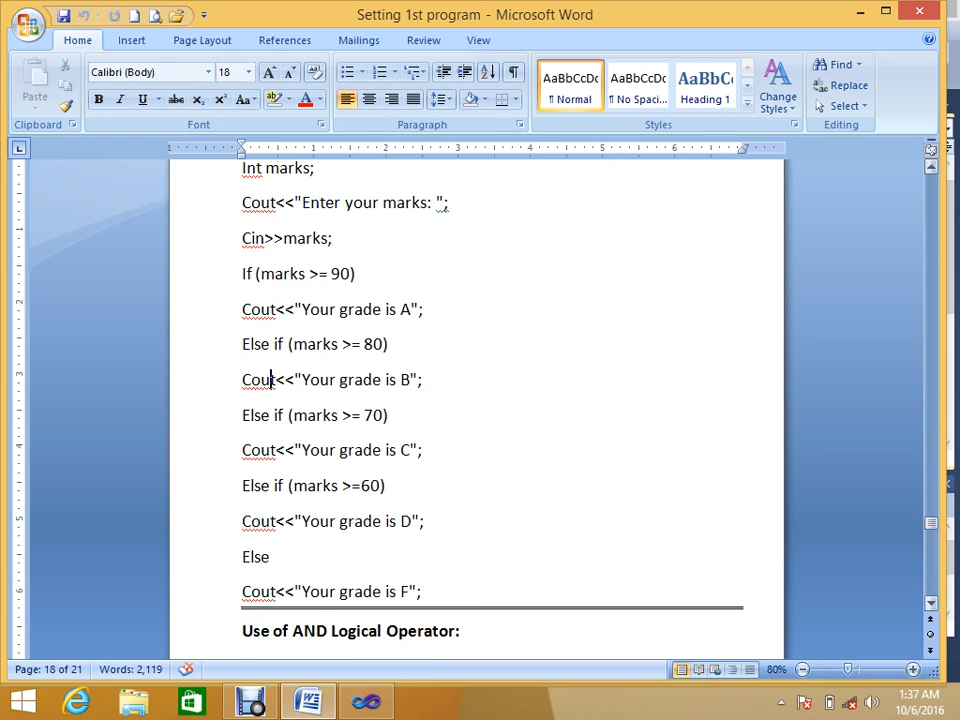 Setting 1st program - Microsoft Word
Home Insert Page Layout References Mailings Review View
Paste
Calibri (Body) 18
AaBbCcDc AaBbCcDc AaBbCc
¶ Normal ¶ No Spaci... Heading 1
Change Styles
Find
Replace
Select
Clipboard Font Paragraph Styles Editing
Int marks;
Cout<<"Enter your marks: ";
Cin>>marks;
If (marks >= 90)
Cout<<"Your grade is A";
Else if (marks >= 80)
Cout<<"Your grade is B";
Else if (marks >= 70)
Cout<<"Your grade is C";
Else if (marks >=60)
Cout<<"Your grade is D";
Else
Cout<<"Your grade is F";
Use of AND Logical Operator:
Page: 18 of 21 Words: 2,119 80%
1:37 AM
10/6/2016